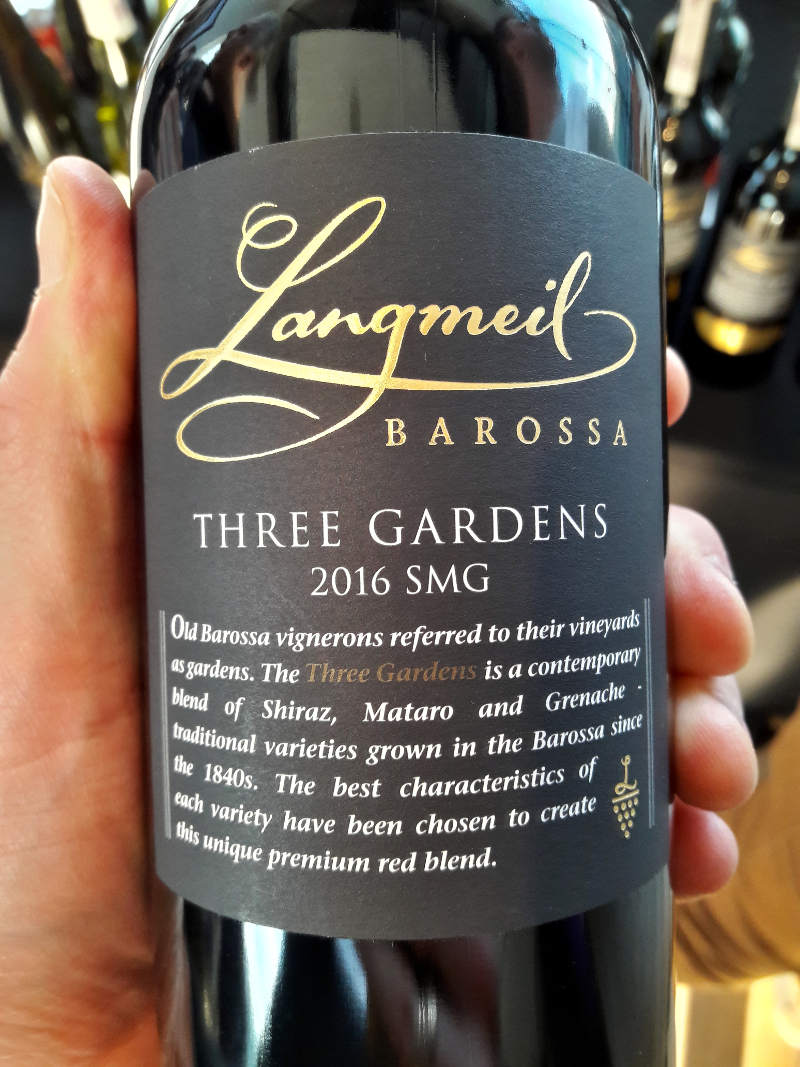 Langmeil
BAROSSA
THREE GARDENS
2016 SMG
Old Barossa vignerons referred to their vineyards
as gardens. The Three Gardens is a contemporary
blend of Shiraz, Mataro and Grenache -
traditional varieties grown in the Barossa since
the 1840s. The best characteristics of
each variety have been chosen to create
this unique premium red blend.
L